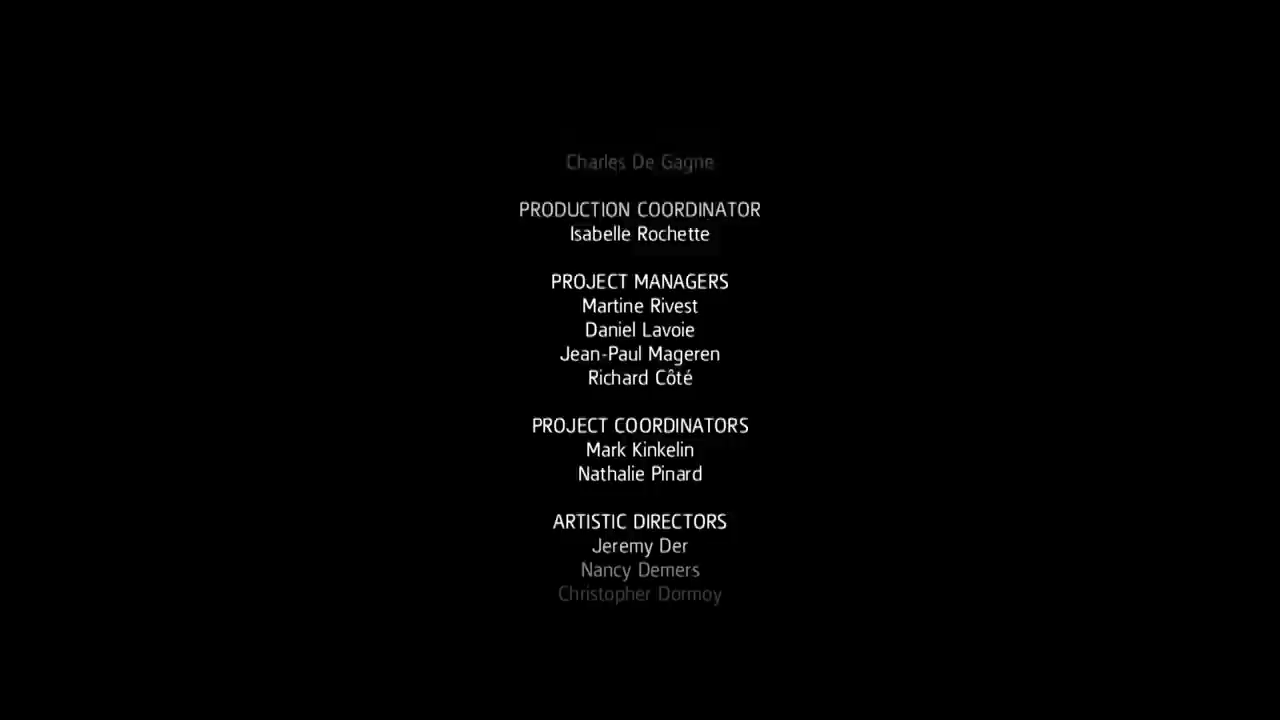 Charles De Gagne
PRODUCTION COORDINATOR
Isabelle Rochette
PROJECT MANAGERS
Martine Rivest
Daniel Lavoie
Jean-Paul Mageren
Richard Côté
PROJECT COORDINATORS
Mark Kinkelin
Nathalie Pinard
ARTISTIC DIRECTORS
Jeremy Der
Nancy Demers
Christopher Dormoy